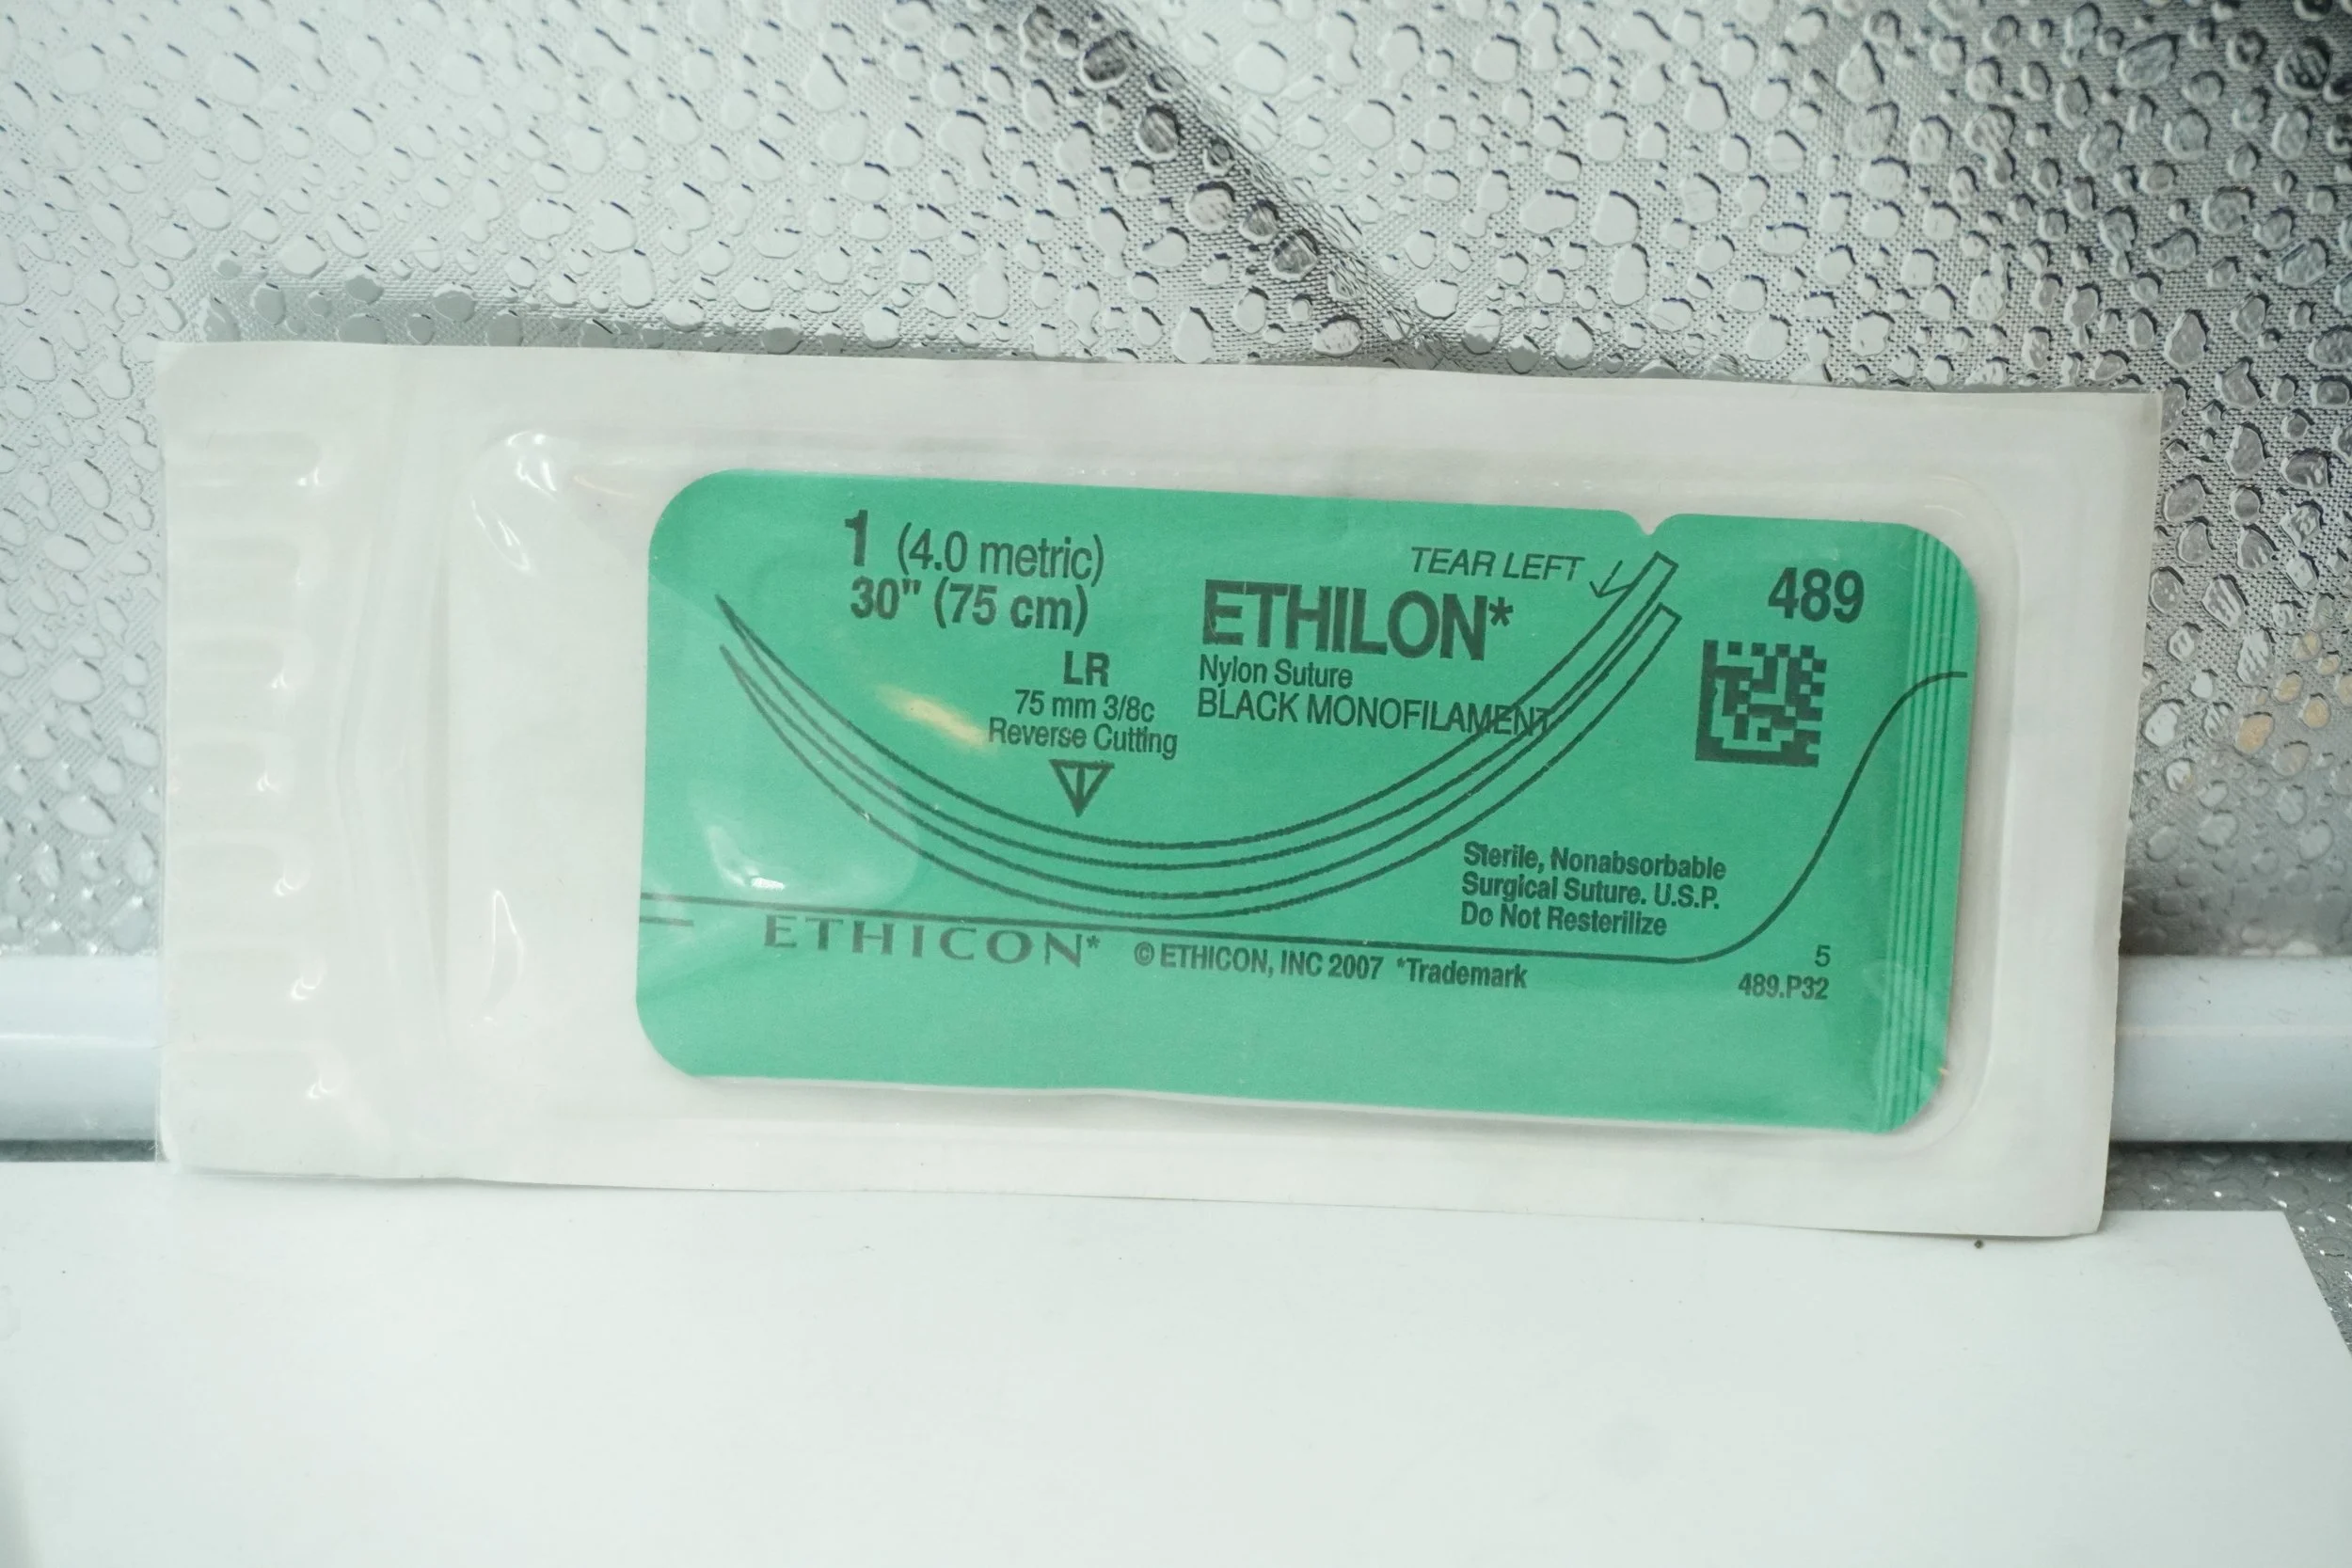 1 (4.0 metric)
30" (75 cm)
LR
75 mm 3/8c
Reverse Cutting
TEAR LEFT
ETHILON*
Nylon Suture
BLACK MONOFILAMENT
489
Sterile, Nonabsorbable
Surgical Suture. U.S.P.
Do Not Resterilize
ETHICON* © ETHICON, INC 2007 *Trademark
5
489.P32